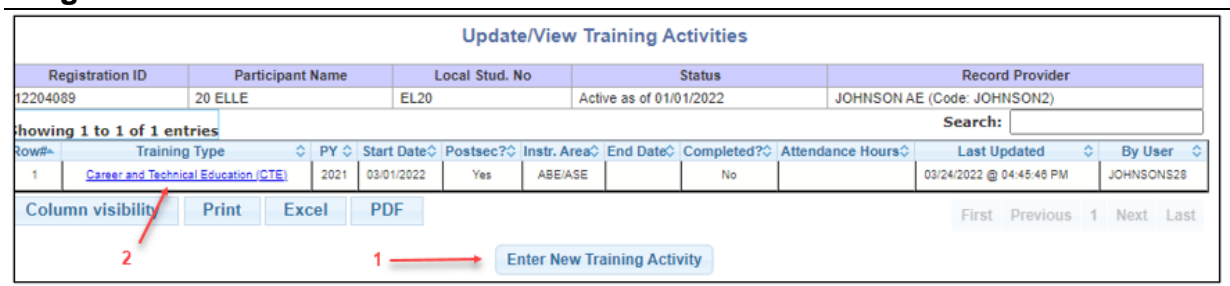 Update/View Training Activities
Registration ID Participant Name Local Stud. No Status Record Provider
12204089 20 ELLE EL20 Active as of 01/01/2022 JOHNSON AE (Code: JOHNSON2)
Showing 1 to 1 of 1 entries Search:
Row# Training Type PY Start Date Postsec? Instr. Area End Date Completed? Attendance Hours Last Updated By User
1 Career and Technical Education (CTE) 2021 03/01/2022 Yes ABE/ASE No 03/24/2022 @ 04:45:46 PM JOHNSONS28
Column visibility Print Excel PDF First Previous 1 Next Last
2 1 Enter New Training Activity